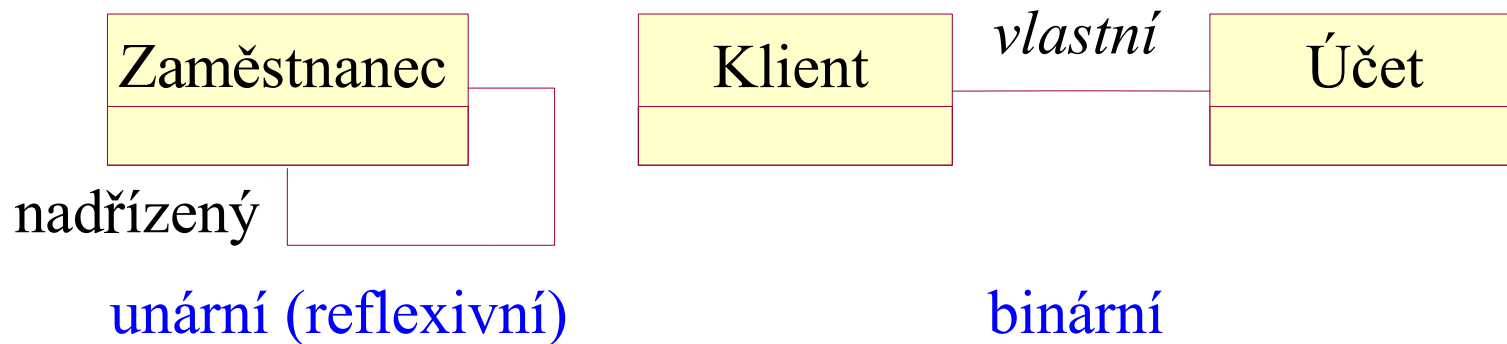 Zaměstnanec
nadřízený
unární (reflexivní)
Klient
vlastní
Účet
binární